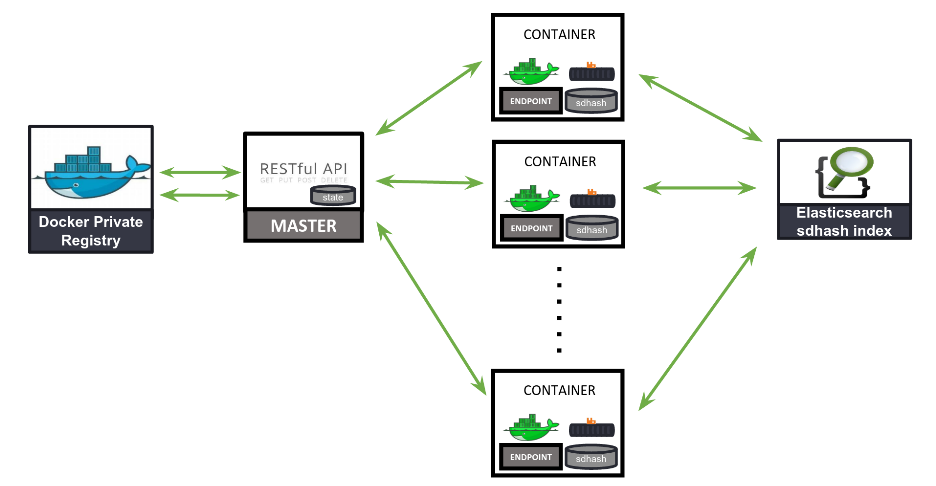 Docker Private
Registry
RESTful API
GET PUT POST DELETE
state
MASTER
CONTAINER
ENDPOINT
sdhash
CONTAINER
ENDPOINT
sdhash
CONTAINER
ENDPOINT
sdhash
Elasticsearch
sdhash index